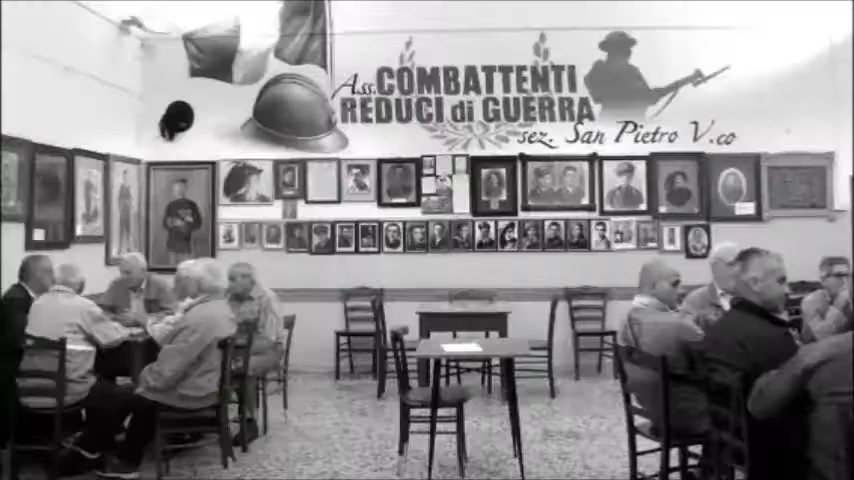 Ass. COMBATTENTI
REDUCI di GUERRA
sez. San Pietro V.co